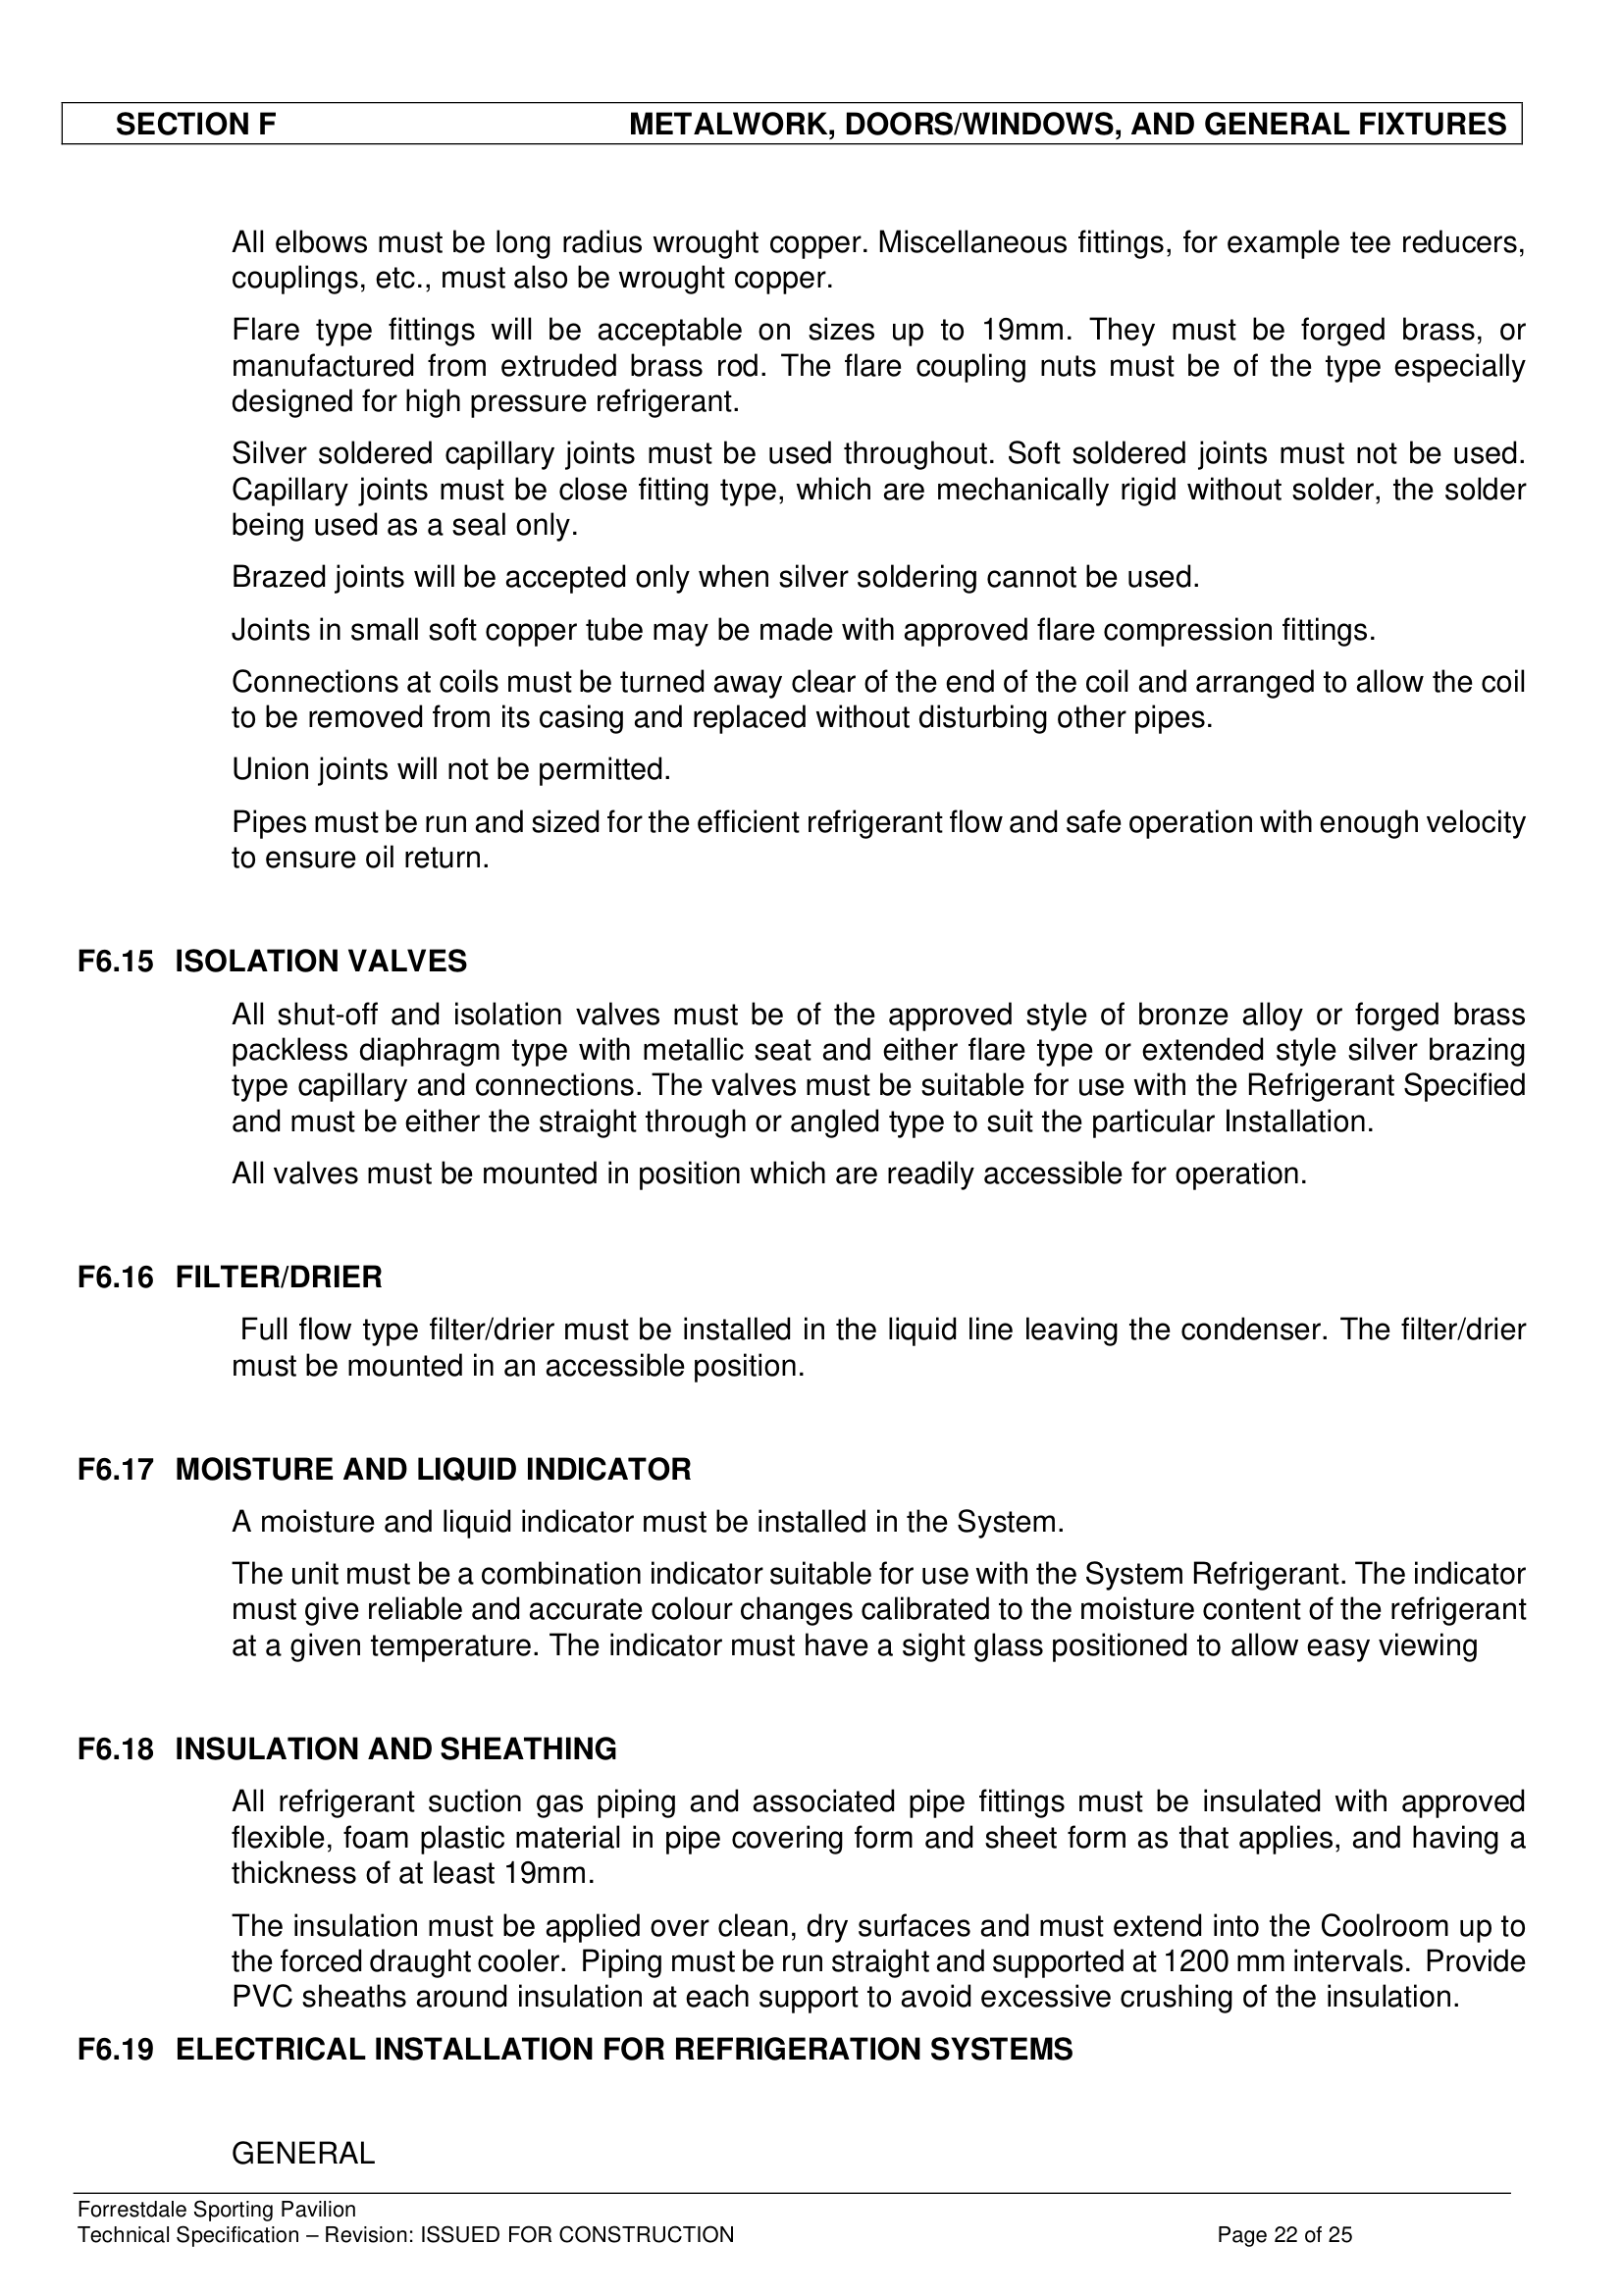 SECTION F METALWORK, DOORS/WINDOWS, AND GENERAL FIXTURES
All elbows must be long radius wrought copper. Miscellaneous fittings, for example tee reducers,
couplings, etc., must also be wrought copper.
Flare type fittings will be acceptable on sizes up to 19mm. They must be forged brass, or
manufactured from extruded brass rod. The flare coupling nuts must be of the type especially
designed for high pressure refrigerant.
Silver soldered capillary joints must be used throughout. Soft soldered joints must not be used.
Capillary joints must be close fitting type, which are mechanically rigid without solder, the solder
being used as a seal only.
Brazed joints will be accepted only when silver soldering cannot be used.
Joints in small soft copper tube may be made with approved flare compression fittings.
Connections at coils must be turned away clear of the end of the coil and arranged to allow the coil
to be removed from its casing and replaced without disturbing other pipes.
Union joints will not be permitted.
Pipes must be run and sized for the efficient refrigerant flow and safe operation with enough velocity
to ensure oil return.
F6.15 ISOLATION VALVES
All shut-off and isolation valves must be of the approved style of bronze alloy or forged brass
packless diaphragm type with metallic seat and either flare type or extended style silver brazing
type capillary and connections. The valves must be suitable for use with the Refrigerant Specified
and must be either the straight through or angled type to suit the particular Installation.
All valves must be mounted in position which are readily accessible for operation.
F6.16 FILTER/DRIER
Full flow type filter/drier must be installed in the liquid line leaving the condenser. The filter/drier
must be mounted in an accessible position.
F6.17 MOISTURE AND LIQUID INDICATOR
A moisture and liquid indicator must be installed in the System.
The unit must be a combination indicator suitable for use with the System Refrigerant. The indicator
must give reliable and accurate colour changes calibrated to the moisture content of the refrigerant
at a given temperature. The indicator must have a sight glass positioned to allow easy viewing
F6.18 INSULATION AND SHEATHING
All refrigerant suction gas piping and associated pipe fittings must be insulated with approved
flexible, foam plastic material in pipe covering form and sheet form as that applies, and having a
thickness of at least 19mm.
The insulation must be applied over clean, dry surfaces and must extend into the Coolroom up to
the forced draught cooler. Piping must be run straight and supported at 1200 mm intervals. Provide
PVC sheaths around insulation at each support to avoid excessive crushing of the insulation.
F6.19 ELECTRICAL INSTALLATION FOR REFRIGERATION SYSTEMS
GENERAL
Forrestdale Sporting Pavilion
Technical Specification – Revision: ISSUED FOR CONSTRUCTION Page 22 of 25